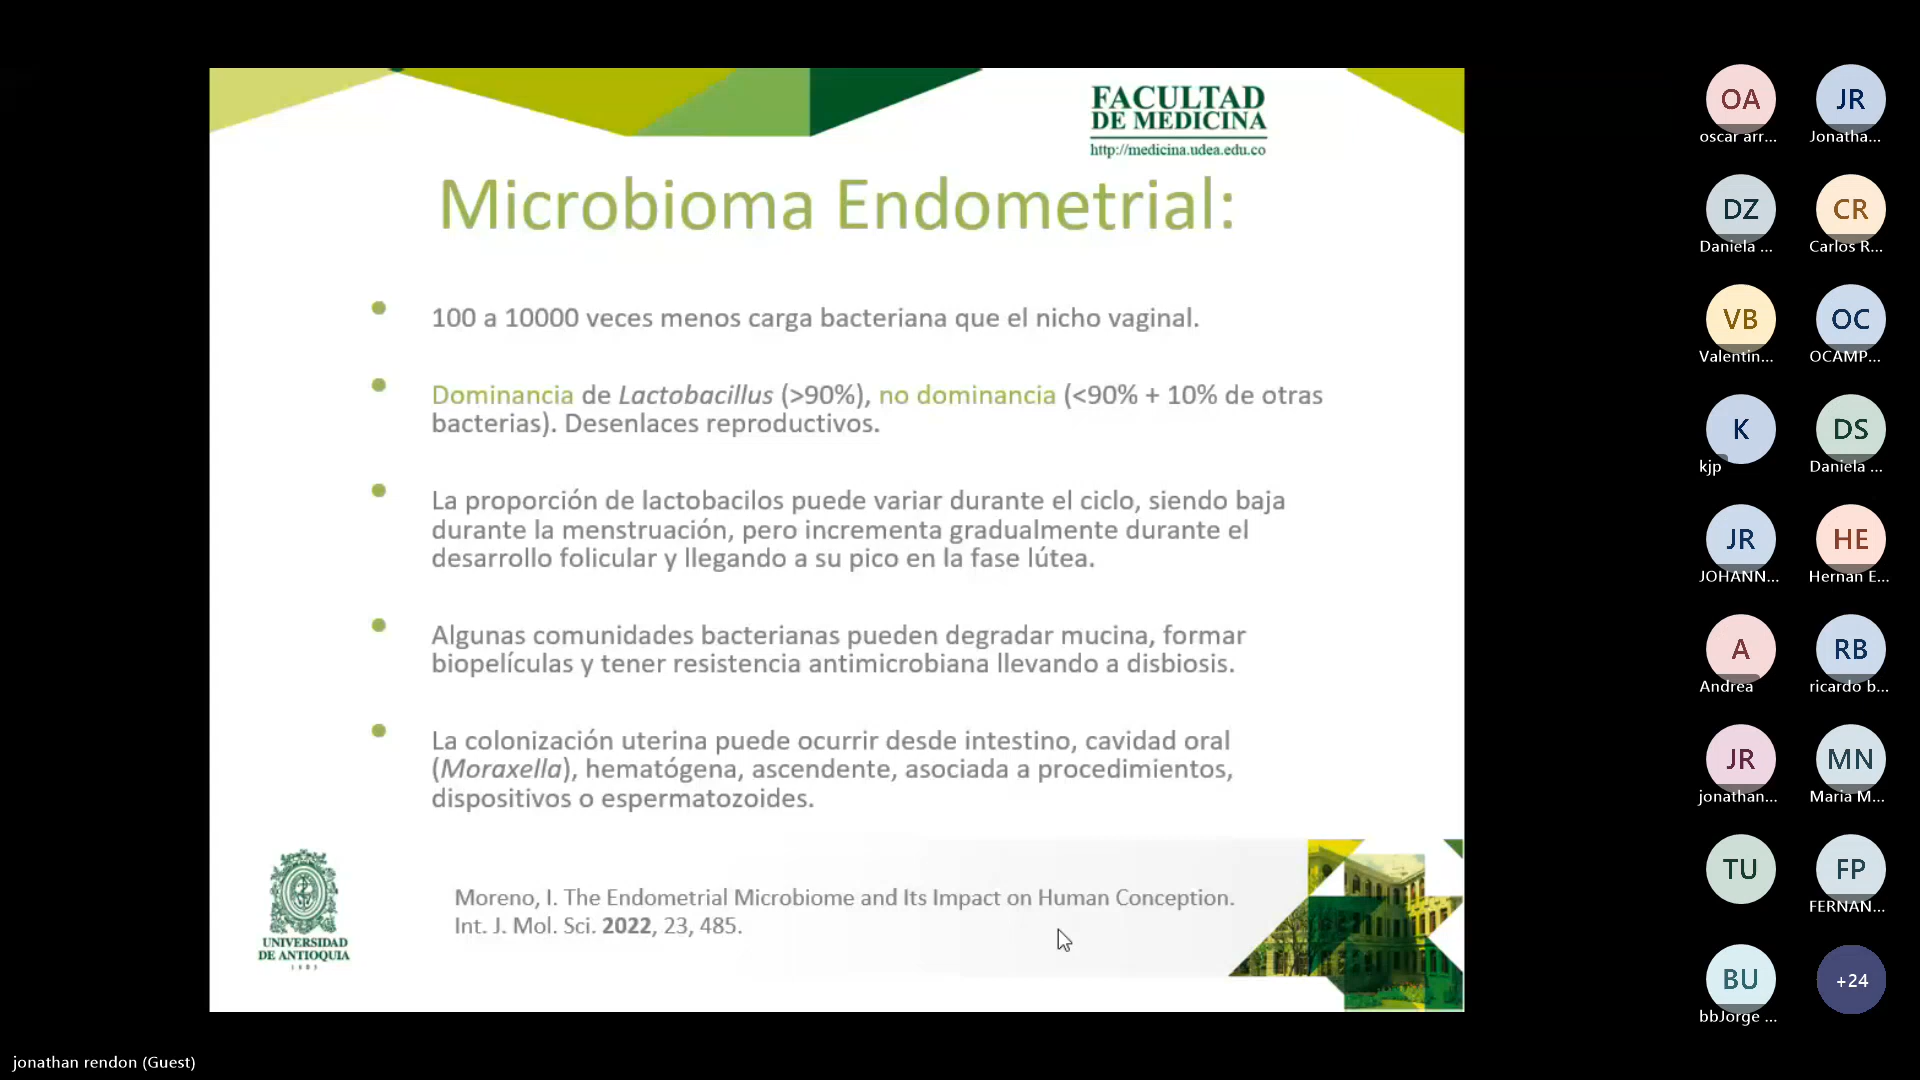 FACULTAD
DE MEDICINA
http://medicina.udea.edu.co
Microbioma Endometrial:
100 a 10000 veces menos carga bacteriana que el nicho vaginal.
Dominancia de Lactobacillus (>90%), no dominancia (<90% + 10% de otras
bacterias). Desenlaces reproductivos.
La proporción de lactobacilos puede variar durante el ciclo, siendo baja
durante la menstruación, pero incrementa gradualmente durante el
desarrollo folicular y llegando a su pico en la fase lútea.
Algunas comunidades bacterianas pueden degradar mucina, formar
biopelículas y tener resistencia antimicrobiana llevando a disbiosis.
La colonización uterina puede ocurrir desde intestino, cavidad oral
(Moraxella), hematógena, ascendente, asociada a procedimientos,
dispositivos o espermatozoides.
Moreno, I. The Endometrial Microbiome and Its Impact on Human Conception.
Int. J. Mol. Sci. 2022, 23, 485.
UNIVERSIDAD
DE ANTIOQUIA
1803
OA
oscar arr...
JR
Jonatha...
DZ
Daniela ...
CR
Carlos R...
VB
Valentin...
OC
OCAMP...
K
kjp
DS
Daniela ...
JR
JOHANN...
HE
Hernan E...
A
Andrea
RB
ricardo b...
JR
jonathan...
MN
Maria M...
TU
FP
FERNAN...
BU
bbJorge ...
+24
jonathan rendon (Guest)